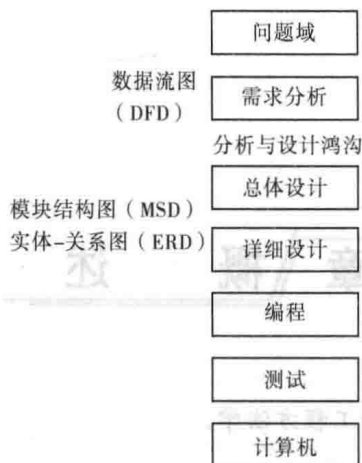 问题域
数据流图
（DFD）
需求分析
分析与设计鸿沟
总体设计
模块结构图（MSD）
实体-关系图（ERD）
详细设计
编程
测试
计算机